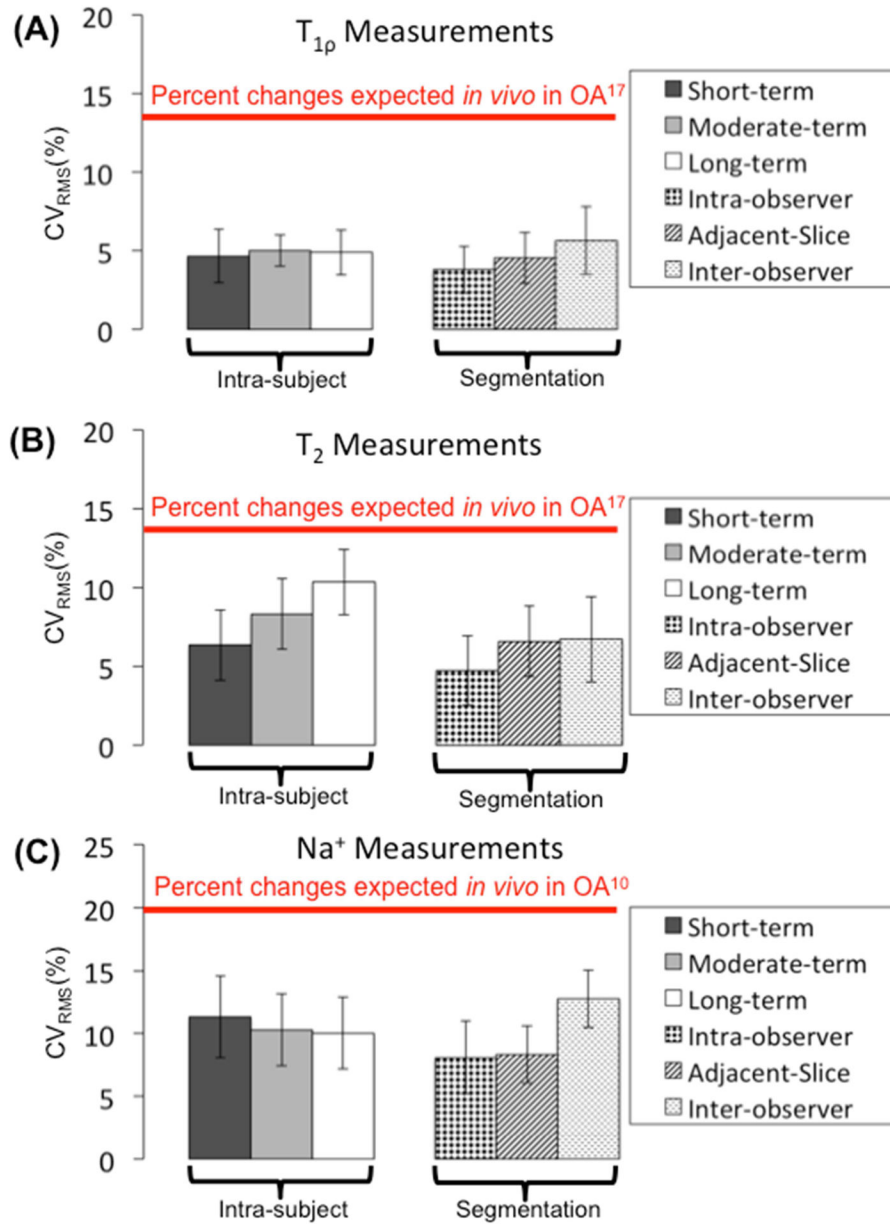 (A)
T1ρ Measurements
20
15
10
5
0
CVRMS(%)
Percent changes expected in vivo in OA17
Short-term
Moderate-term
Long-term
Intra-observer
Adjacent-Slice
Inter-observer
Intra-subject
Segmentation
(B)
T2 Measurements
20
15
10
5
0
CVRMS(%)
Percent changes expected in vivo in OA17
Short-term
Moderate-term
Long-term
Intra-observer
Adjacent-Slice
Inter-observer
Intra-subject
Segmentation
(C)
Na+ Measurements
25
20
15
10
5
0
CVRMS(%)
Percent changes expected in vivo in OA10
Short-term
Moderate-term
Long-term
Intra-observer
Adjacent-Slice
Inter-observer
Intra-subject
Segmentation